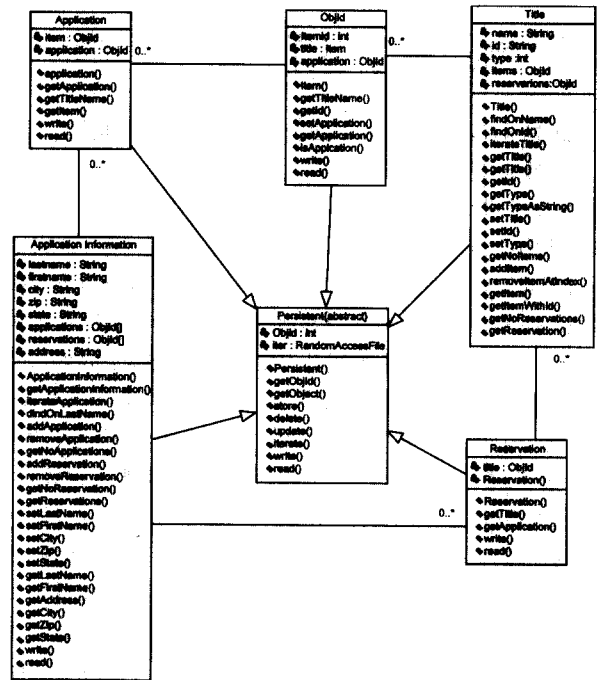 Application
item : Objid
application : Objid
application()
getApplication()
getTitleName()
getItem()
write()
read()
0..*
0..*
Objid
itemid : int
title : item
application : Objid
item()
getTitleName()
getId()
setApplication()
getApplication()
isApplication()
write()
read()
0..*
Title
name : String
id : String
type :int
items : Objid
reservarions:Objid
Title()
findOnName()
findOnId()
iterateTitle()
getTitle()
getTitle()
getId()
getType()
getTypeAsString()
setTitle()
setId()
setType()
getNoItems()
addItem()
removeItemAtIndex()
getItem()
getItemWithId()
getNoReservations()
getReservation()
0..*
Application Information
lastname : String
firstname : String
city : String
zip : String
state : String
applications : Objid[]
reservations : Objid[]
address : String
ApplicationInformation()
getApplicationInformation()
iterateApplication()
dindOnLastName()
addApplication()
removeApplication()
getNoApplications()
addReservation()
removeReservation()
getNoReservation()
getReservations()
setLastName()
setFirstName()
setCity()
setZip()
setState()
getLastName()
getFirstName()
getAddress()
getCity()
getZip()
getState()
write()
read()
Persistent{abstract}
Objid : int
iter : RandomAccessFile
Persistent()
getObjid()
getObject()
store()
delete()
update()
iterate()
write()
read()
Reservation
title : Objid
Reservation()
Reservation()
getTitle()
getApplication()
write()
read()
0..*